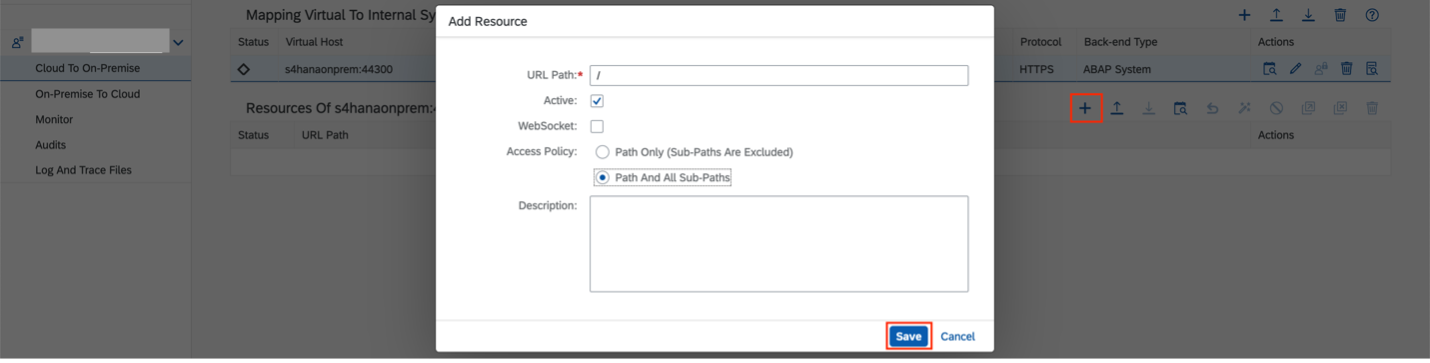 Mapping Virtual To Internal Sy
Add Resource
Status Virtual Host Protocol Back-end Type Actions
Cloud To On-Premise
s4hanaonprem:44300 HTTPS ABAP System
URL Path:* /
On-Premise To Cloud
Resources Of s4hanaonprem:4
Active:
Monitor
WebSocket:
Status URL Path Actions
Audits
Access Policy: Path Only (Sub-Paths Are Excluded)
Log And Trace Files
Path And All Sub-Paths
Description:
Save Cancel